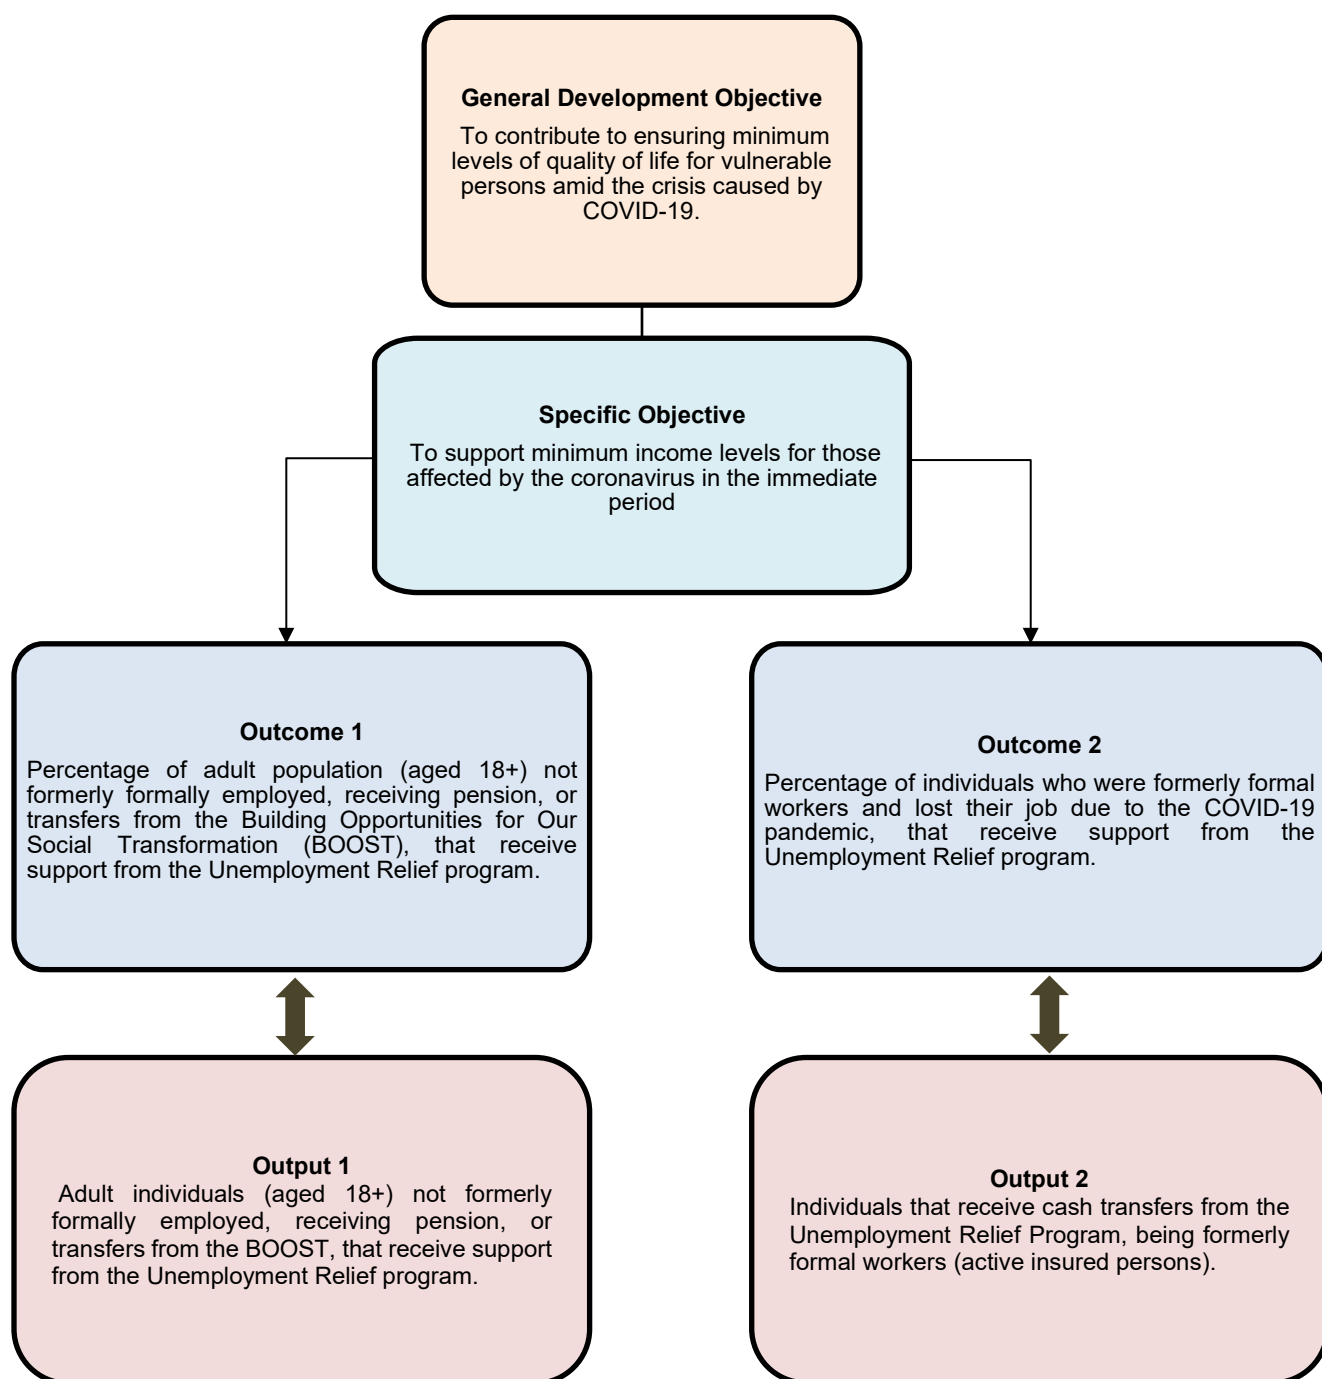 General Development Objective
To contribute to ensuring minimum
levels of quality of life for vulnerable
persons amid the crisis caused by
COVID-19.
Specific Objective
To support minimum income levels for those
affected by the coronavirus in the immediate
period
Outcome 1
Percentage of adult population (aged 18+) not
formerly formally employed, receiving pension, or
transfers from the Building Opportunities for Our
Social Transformation (BOOST), that receive
support from the Unemployment Relief program.
Outcome 2
Percentage of individuals who were formerly formal
workers and lost their job due to the COVID-19
pandemic, that receive support from the
Unemployment Relief program.
Output 1
Adult individuals (aged 18+) not formerly
formally employed, receiving pension, or
transfers from the BOOST, that receive support
from the Unemployment Relief program.
Output 2
Individuals that receive cash transfers from the
Unemployment Relief Program, being formerly
formal workers (active insured persons).